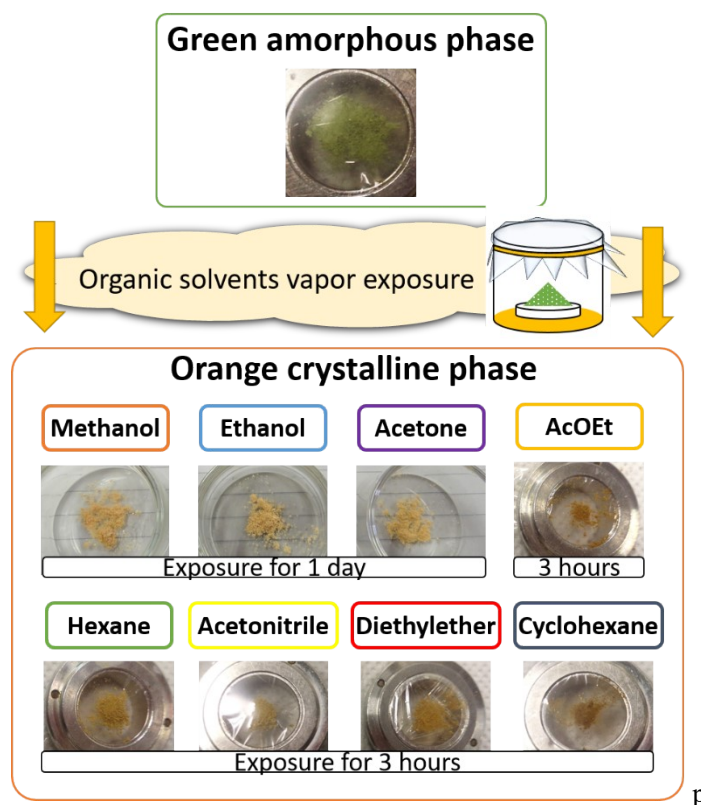 Green amorphous phase
Organic solvents vapor exposure
Orange crystalline phase
Methanol
Ethanol
Acetone
AcOEt
Exposure for 1 day
3 hours
Hexane
Acetonitrile
Diethylether
Cyclohexane
Exposure for 3 hours
p